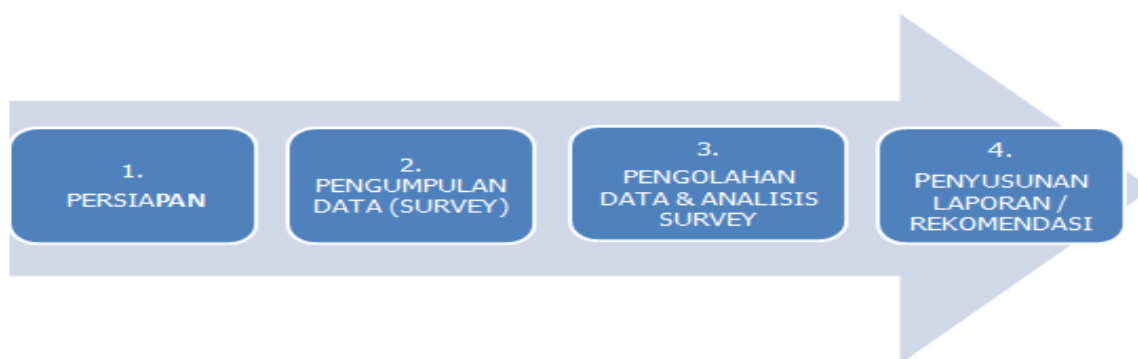 1.
PERSIAPAN
2.
PENGUMPULAN
DATA (SURVEY)
3.
PENGOLAHAN
DATA & ANALISIS
SURVEY
4.
PENYUSUNAN
LAPORAN /
REKOMENDASI